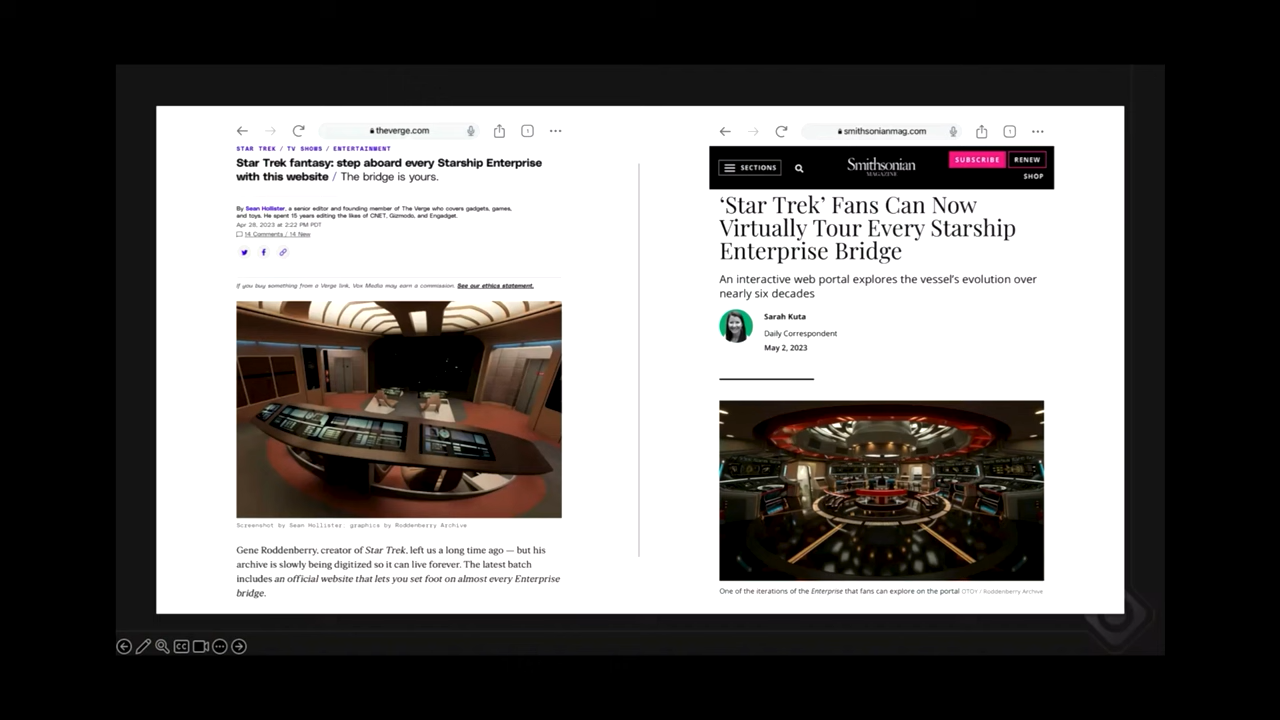 theverge.com
STAR TREK / TV SHOWS / ENTERTAINMENT
Star Trek fantasy: step aboard every Starship Enterprise
with this website / The bridge is yours.
By Sean Hollister, a senior editor and founding member of The Verge who covers gadgets, games,
and toys. He spent 15 years editing the likes of CNET, Gizmodo, and Engadget.
Apr 28, 2023 at 2:22 PM PDT
14 Comments / 14 New
If you buy something from a Verge link, Vox Media may earn a commission. See our ethics statement.
Screenshot by Sean Hollister; graphics by Roddenberry Archive
Gene Roddenberry, creator of Star Trek, left us a long time ago — but his
archive is slowly being digitized so it can live forever. The latest batch
includes an official website that lets you set foot on almost every Enterprise
bridge.
smithsonianmag.com
SECTIONS
Smithsonian
MAGAZINE
SUBSCRIBE
RENEW
SHOP
‘Star Trek’ Fans Can Now
Virtually Tour Every Starship
Enterprise Bridge
An interactive web portal explores the vessel's evolution over
nearly six decades
Sarah Kuta
Daily Correspondent
May 2, 2023
One of the iterations of the Enterprise that fans can explore on the portal OTOY / Roddenberry Archive
CC